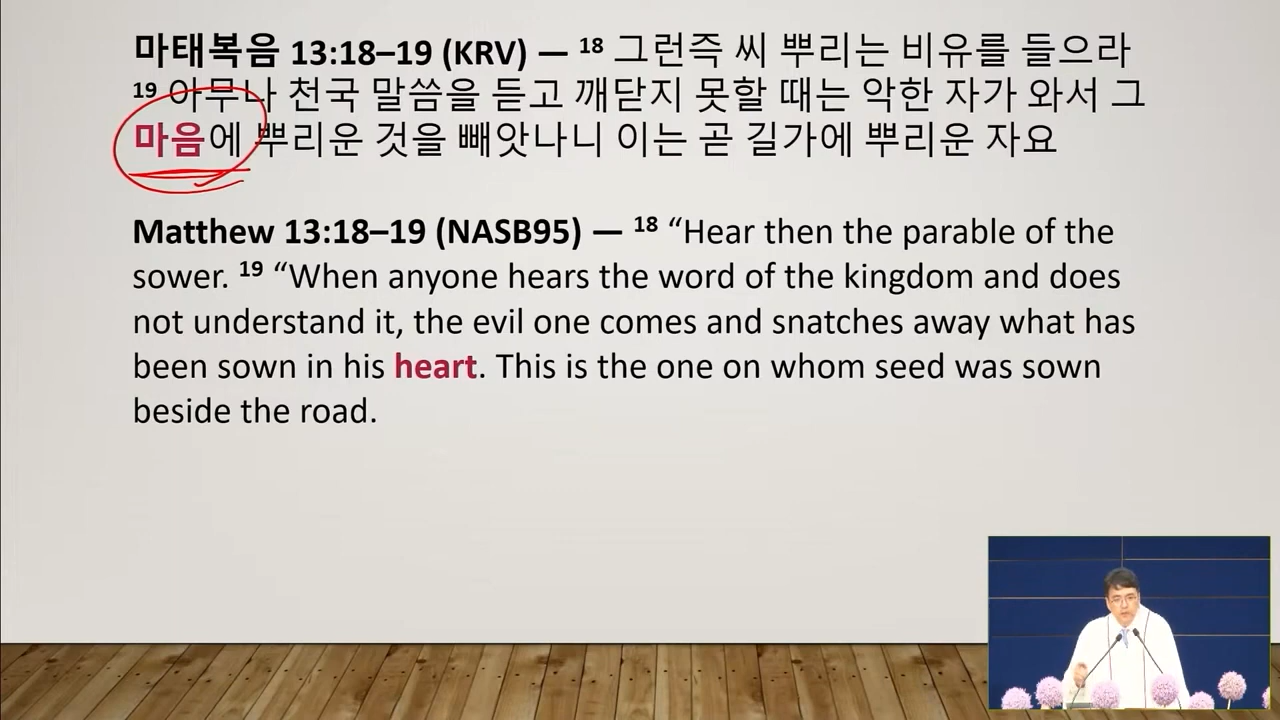 마태복음 13:18–19 (KRV) — 18 그런즉 씨 뿌리는 비유를 들으라
19 아무나 천국 말씀을 듣고 깨닫지 못할 때는 악한 자가 와서 그
마음에 뿌리운 것을 빼앗나니 이는 곧 길가에 뿌리운 자요
Matthew 13:18–19 (NASB95) — 18 “Hear then the parable of the
sower. 19 “When anyone hears the word of the kingdom and does
not understand it, the evil one comes and snatches away what has
been sown in his heart. This is the one on whom seed was sown
beside the road.